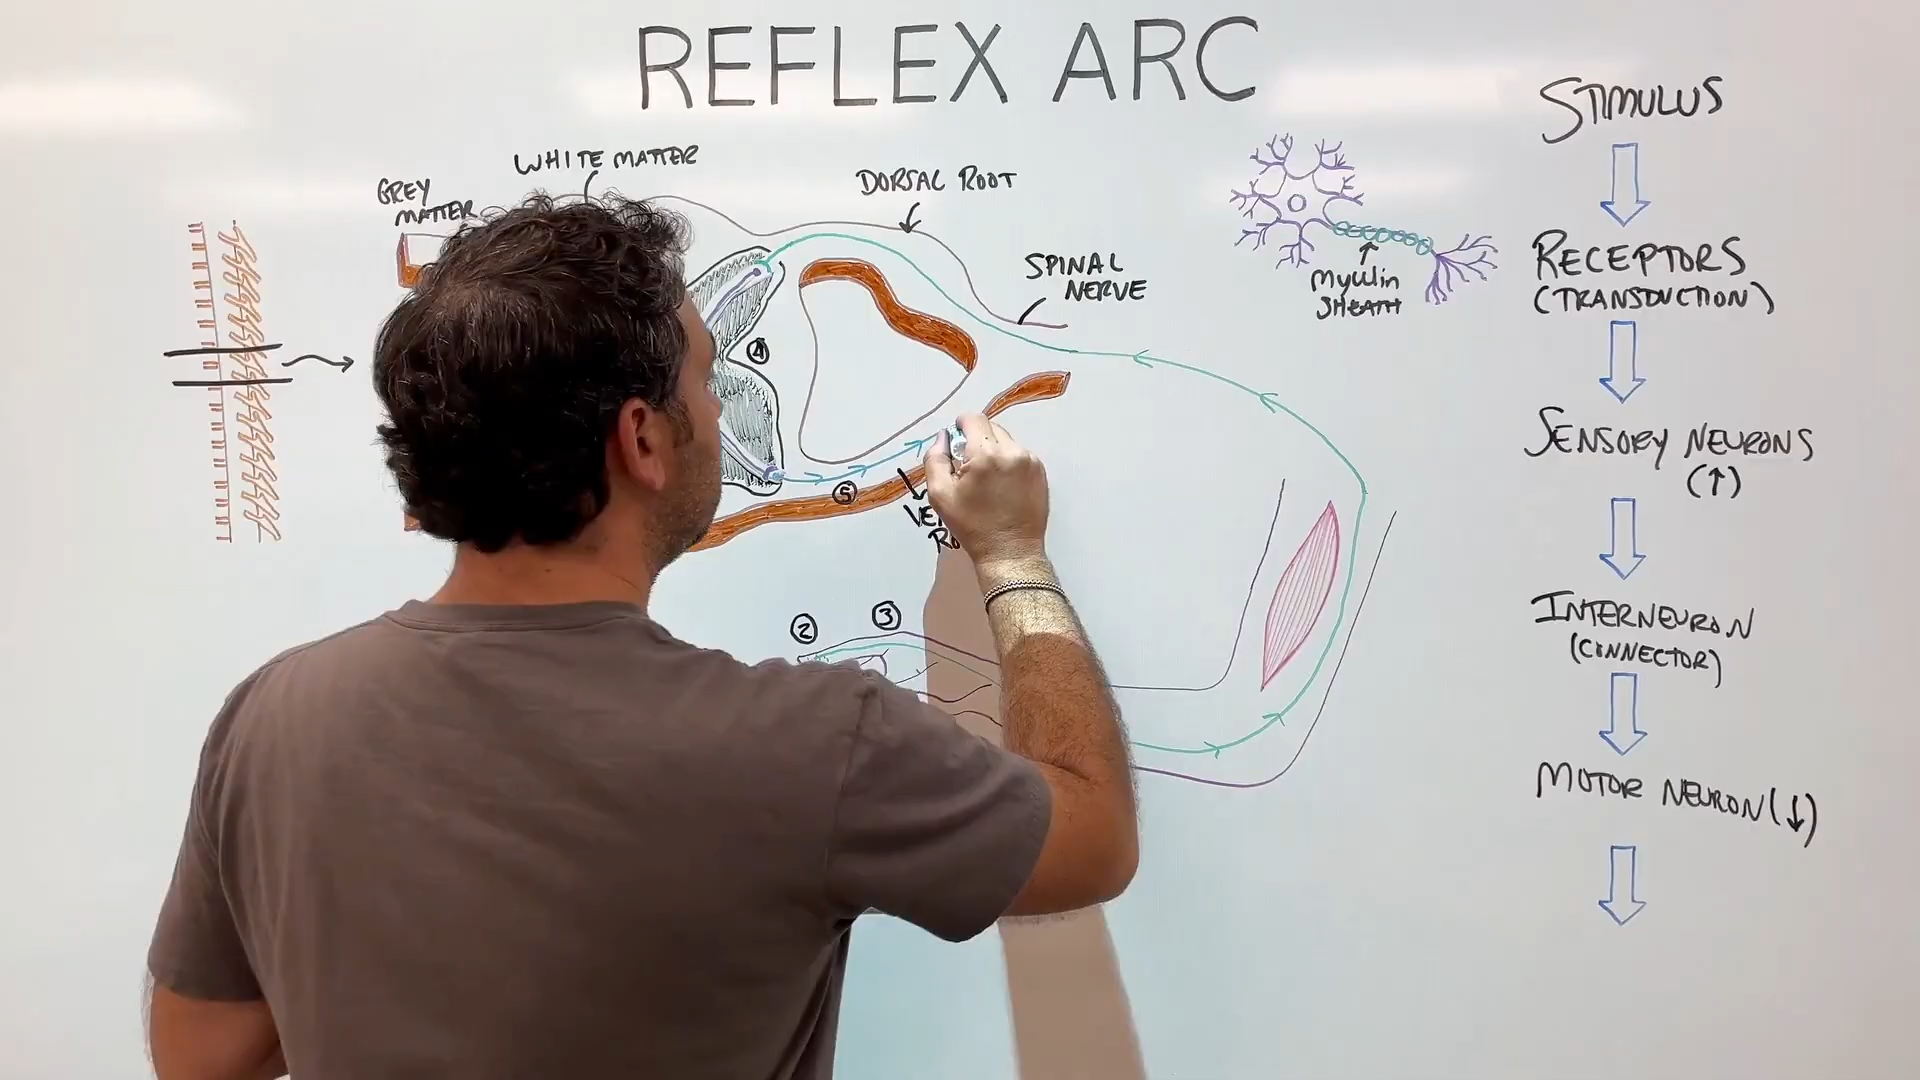 REFLEX ARC
WHITE MATTER
GREY
MATTER
DORSAL ROOT
SPINAL
NERVE
Myelin
SHEATH
④
⑤
②
③
STIMULUS
RECEPTORS
(TRANSDUCTION)
SENSORY NEURONS
(↑)
INTERNEURON
(CONNECTOR)
MOTOR NEURON (↓)